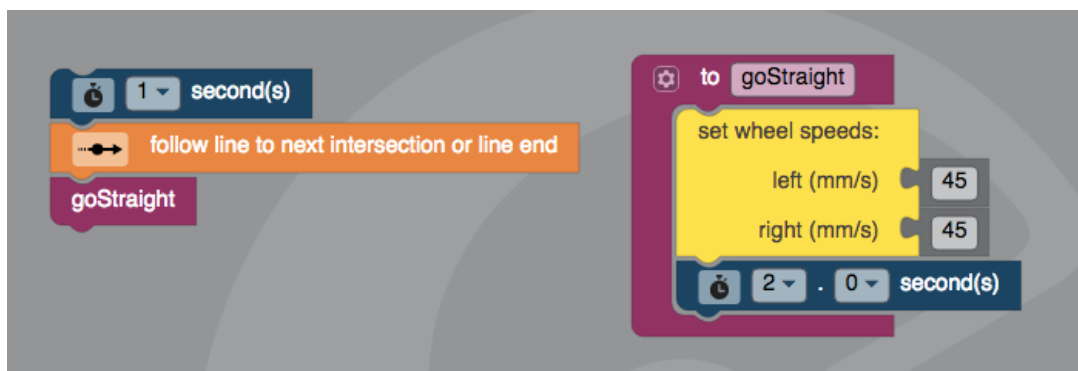 1 second(s)
follow line to next intersection or line end
goStraight
to goStraight
set wheel speeds:
left (mm/s) 45
right (mm/s) 45
2 . 0 second(s)